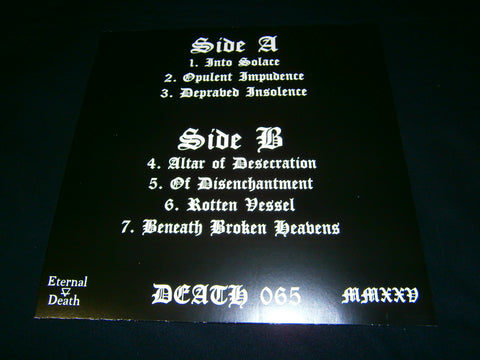 Side A
1. Into Solace
2. Opulent Impudence
3. Depraved Insolence
Side B
4. Altar of Desecration
5. Of Disenchantment
6. Rotten Vessel
7. Beneath Broken Heavens
Eternal
Death
DEATH 065
MMXXV